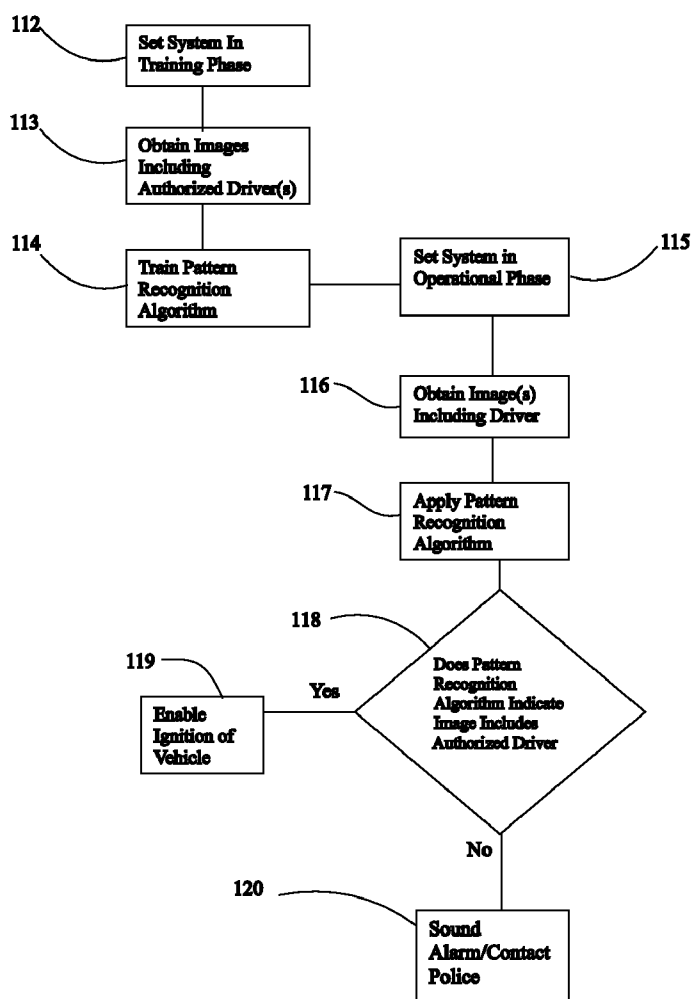 112
Set System In
Training Phase
113
Obtain Images
Including
Authorized Driver(s)
114
Train Pattern
Recognition
Algorithm
Set System in
Operational Phase
115
116
Obtain Image(s)
Including Driver
117
Apply Pattern
Recognition
Algorithm
118
Does Pattern
Recognition
Algorithm Indicate
Image Includes
Authorized Driver
119
Yes
Enable
Ignition of
Vehicle
No
120
Sound
Alarm/Contact
Police